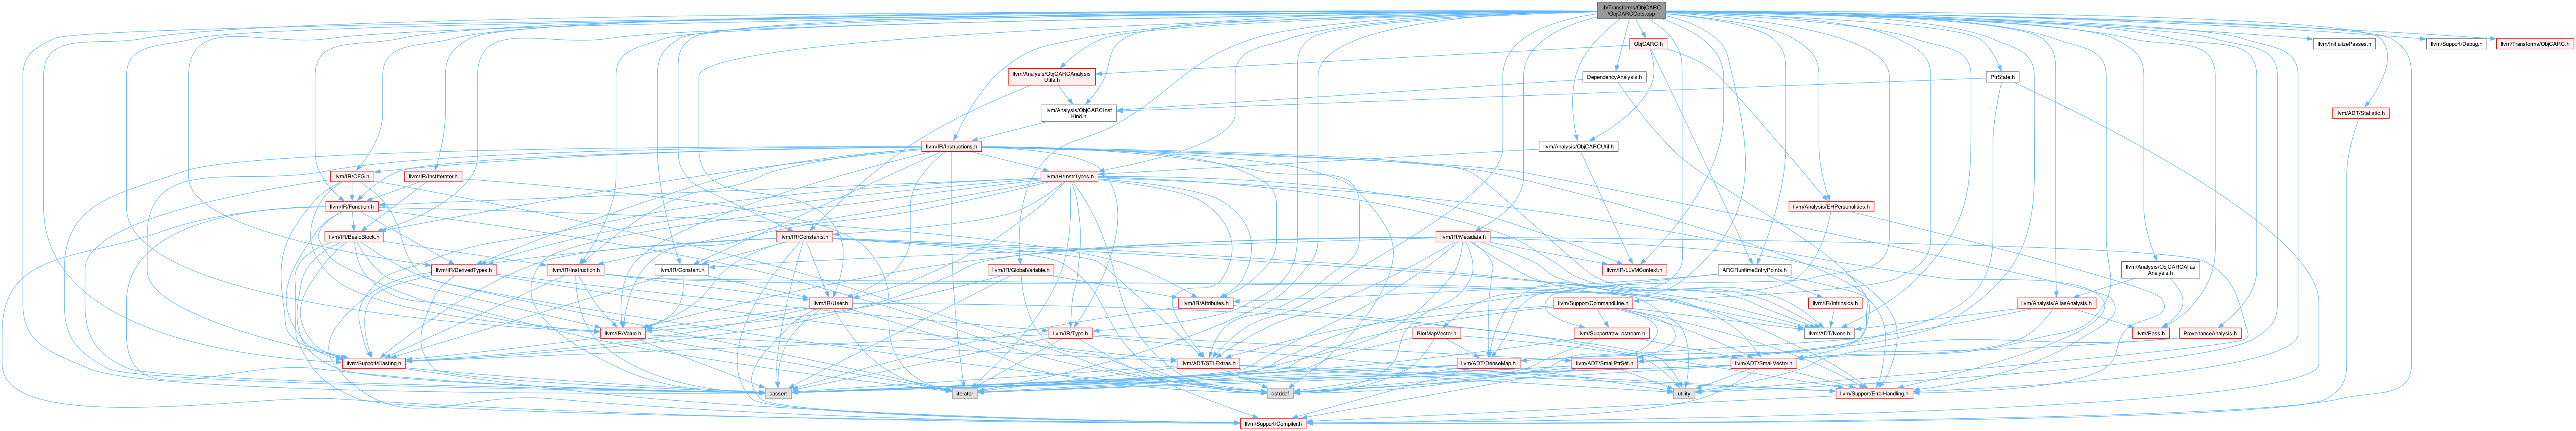 lib/Transforms/ObjCARC
/ObjCARCOpts.cpp
ObjCARC.h
llvm/InitializePasses.h
llvm/Support/Debug.h
llvm/Transforms/ObjCARC.h
llvm/Analysis/ObjCARCAnalysis
Utils.h
DependencyAnalysis.h
PtrState.h
llvm/Analysis/ObjCARCInst
Kind.h
llvm/ADT/Statistic.h
llvm/IR/Instructions.h
llvm/Analysis/ObjCARCUtil.h
llvm/IR/CFG.h
llvm/IR/InstIterator.h
llvm/IR/InstrTypes.h
llvm/IR/Function.h
llvm/Analysis/EHPersonalities.h
llvm/IR/BasicBlock.h
llvm/IR/Constants.h
llvm/IR/Metadata.h
llvm/IR/DerivedTypes.h
llvm/IR/Instruction.h
llvm/IR/Constant.h
llvm/IR/GlobalVariable.h
llvm/IR/LLVMContext.h
ARCRuntimeEntryPoints.h
llvm/Analysis/ObjCARCAlias
Analysis.h
llvm/IR/User.h
llvm/IR/Attributes.h
llvm/Support/CommandLine.h
llvm/IR/Intrinsics.h
llvm/Analysis/AliasAnalysis.h
llvm/IR/Value.h
llvm/IR/Type.h
BlotMapVector.h
llvm/Support/raw_ostream.h
llvm/ADT/None.h
llvm/Pass.h
ProvenanceAnalysis.h
llvm/Support/Casting.h
llvm/ADT/STLExtras.h
llvm/ADT/DenseMap.h
llvm/ADT/SmallPtrSet.h
llvm/ADT/SmallVector.h
cassert
iterator
cstddef
utility
llvm/Support/ErrorHandling.h
llvm/Support/Compiler.h